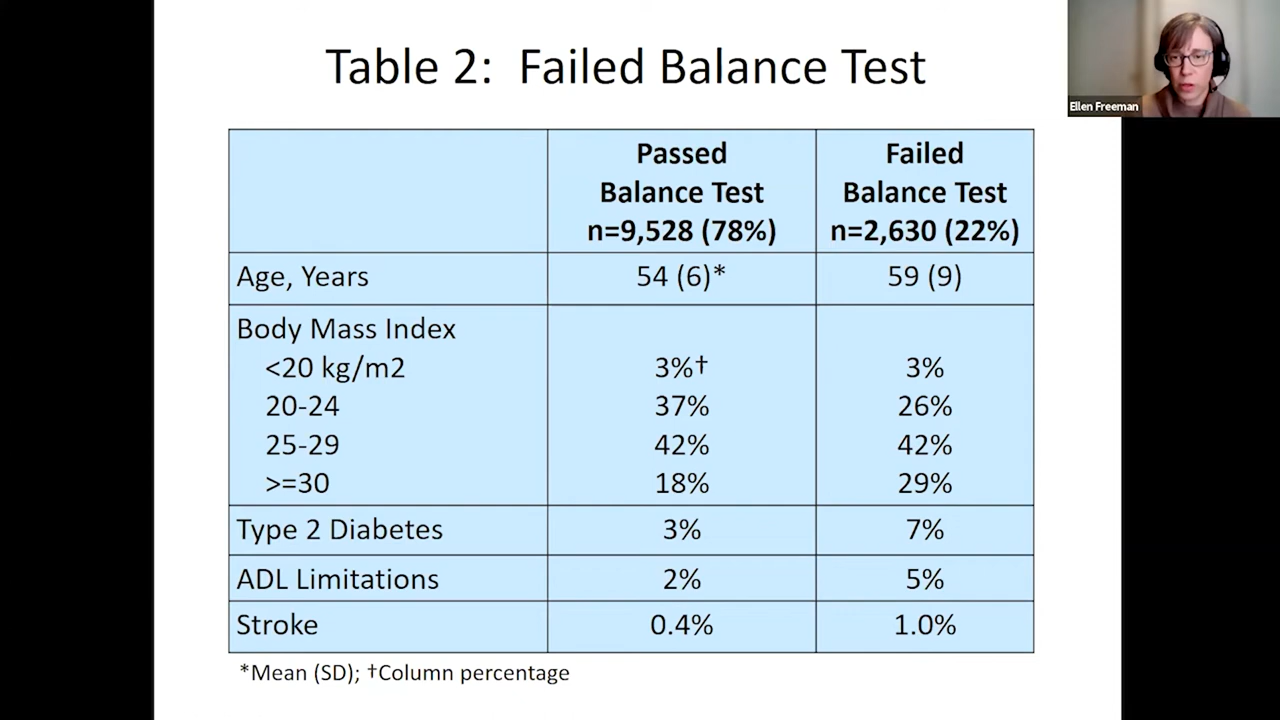 Table 2: Failed Balance Test
Ellen Freeman
Passed Balance Test n=9,528 (78%)
Failed Balance Test n=2,630 (22%)
Age, Years 54 (6)* 59 (9)
Body Mass Index
<20 kg/m2 3%† 3%
20-24 37% 26%
25-29 42% 42%
>=30 18% 29%
Type 2 Diabetes 3% 7%
ADL Limitations 2% 5%
Stroke 0.4% 1.0%
*Mean (SD); †Column percentage